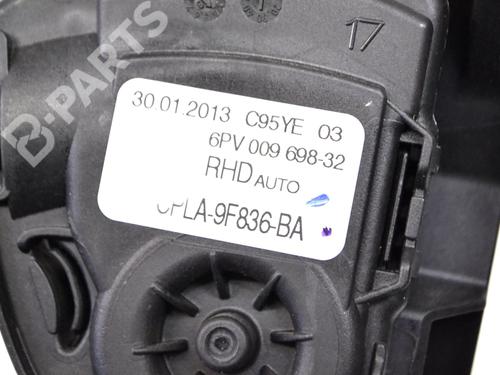 17
30.01.2013 C95YE 03
6PV 009 698-32
RHD AUTO
CPLA-9F836-BA
B-PARTS